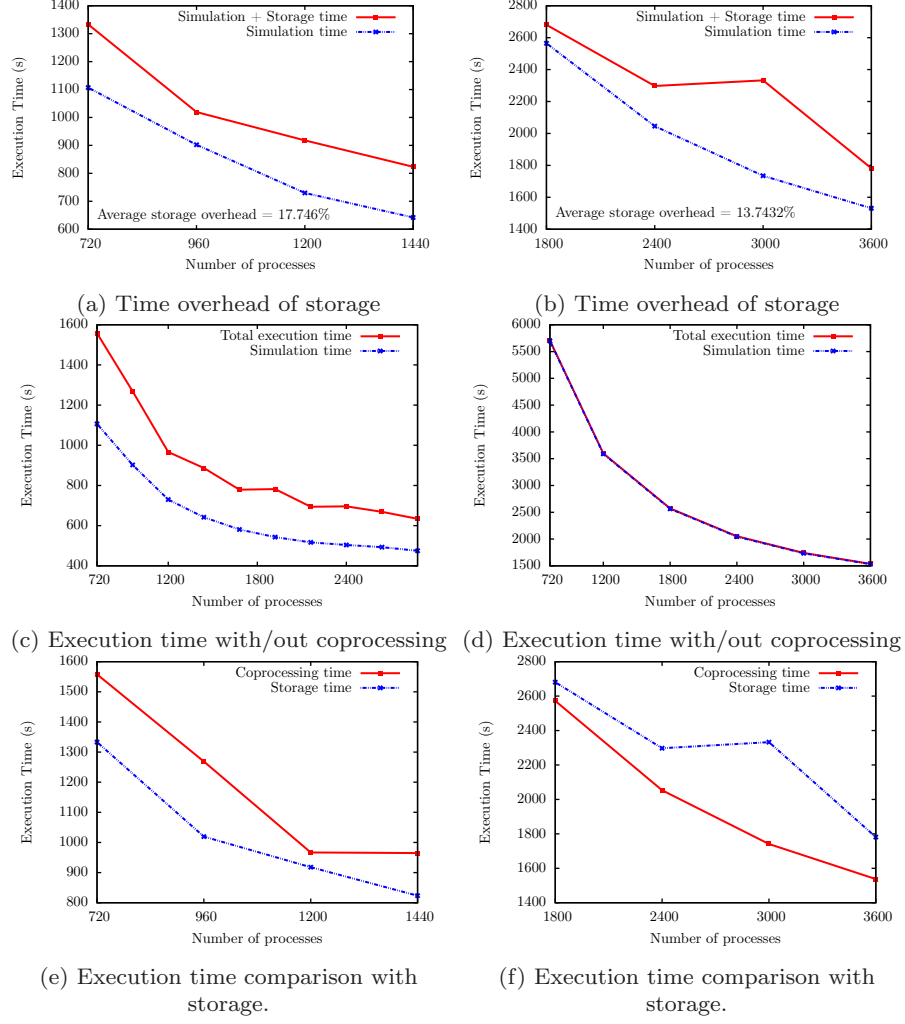 1400
1300
1200
1100
1000
900
800
700
600
720
960
1200
1440
Execution Time (s)
Number of processes
Simulation + Storage time
Simulation time
Average storage overhead = 17.746%
(a) Time overhead of storage
2800
2600
2400
2200
2000
1800
1600
1400
1800
2400
3000
3600
Execution Time (s)
Number of processes
Simulation + Storage time
Simulation time
Average storage overhead = 13.7432%
(b) Time overhead of storage
1600
1400
1200
1000
800
600
400
720
1200
1800
2400
Execution Time (s)
Number of processes
Total execution time
Simulation time
(c) Execution time with/out coprocessing
6000
5500
5000
4500
4000
3500
3000
2500
2000
1500
720
1200
1800
2400
3000
3600
Execution Time (s)
Number of processes
Total execution time
Simulation time
(d) Execution time with/out coprocessing
1600
1500
1400
1300
1200
1100
1000
900
800
720
960
1200
1440
Execution Time (s)
Number of processes
Coprocessing time
Storage time
(e) Execution time comparison with
storage.
2800
2600
2400
2200
2000
1800
1600
1400
1800
2400
3000
3600
Execution Time (s)
Number of processes
Coprocessing time
Storage time
(f) Execution time comparison with
storage.